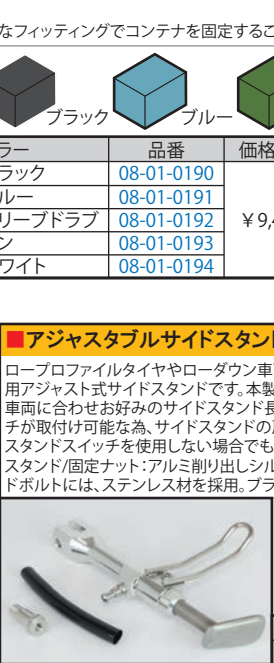 なフィッティングでコンテナを固定するこ
ブラック
ブルー
ラー 品番 価格
ラック 08-01-0190
ルー 08-01-0191
リーブドラブ 08-01-0192 ￥9,4
ン 08-01-0193
ワイト 08-01-0194
■アジャスタブルサイドスタンド
ロープロファイルタイヤやローダウン車
用アジャスト式サイドスタンドです。本製
車両に合わせお好みのサイドスタンド長
チが取付け可能な為、サイドスタンドの
スタンドスイッチを使用しない場合でも
スタンド/固定ナット：アルミ削り出しシル
ドボルトには、ステンレス材を採用。ブラ